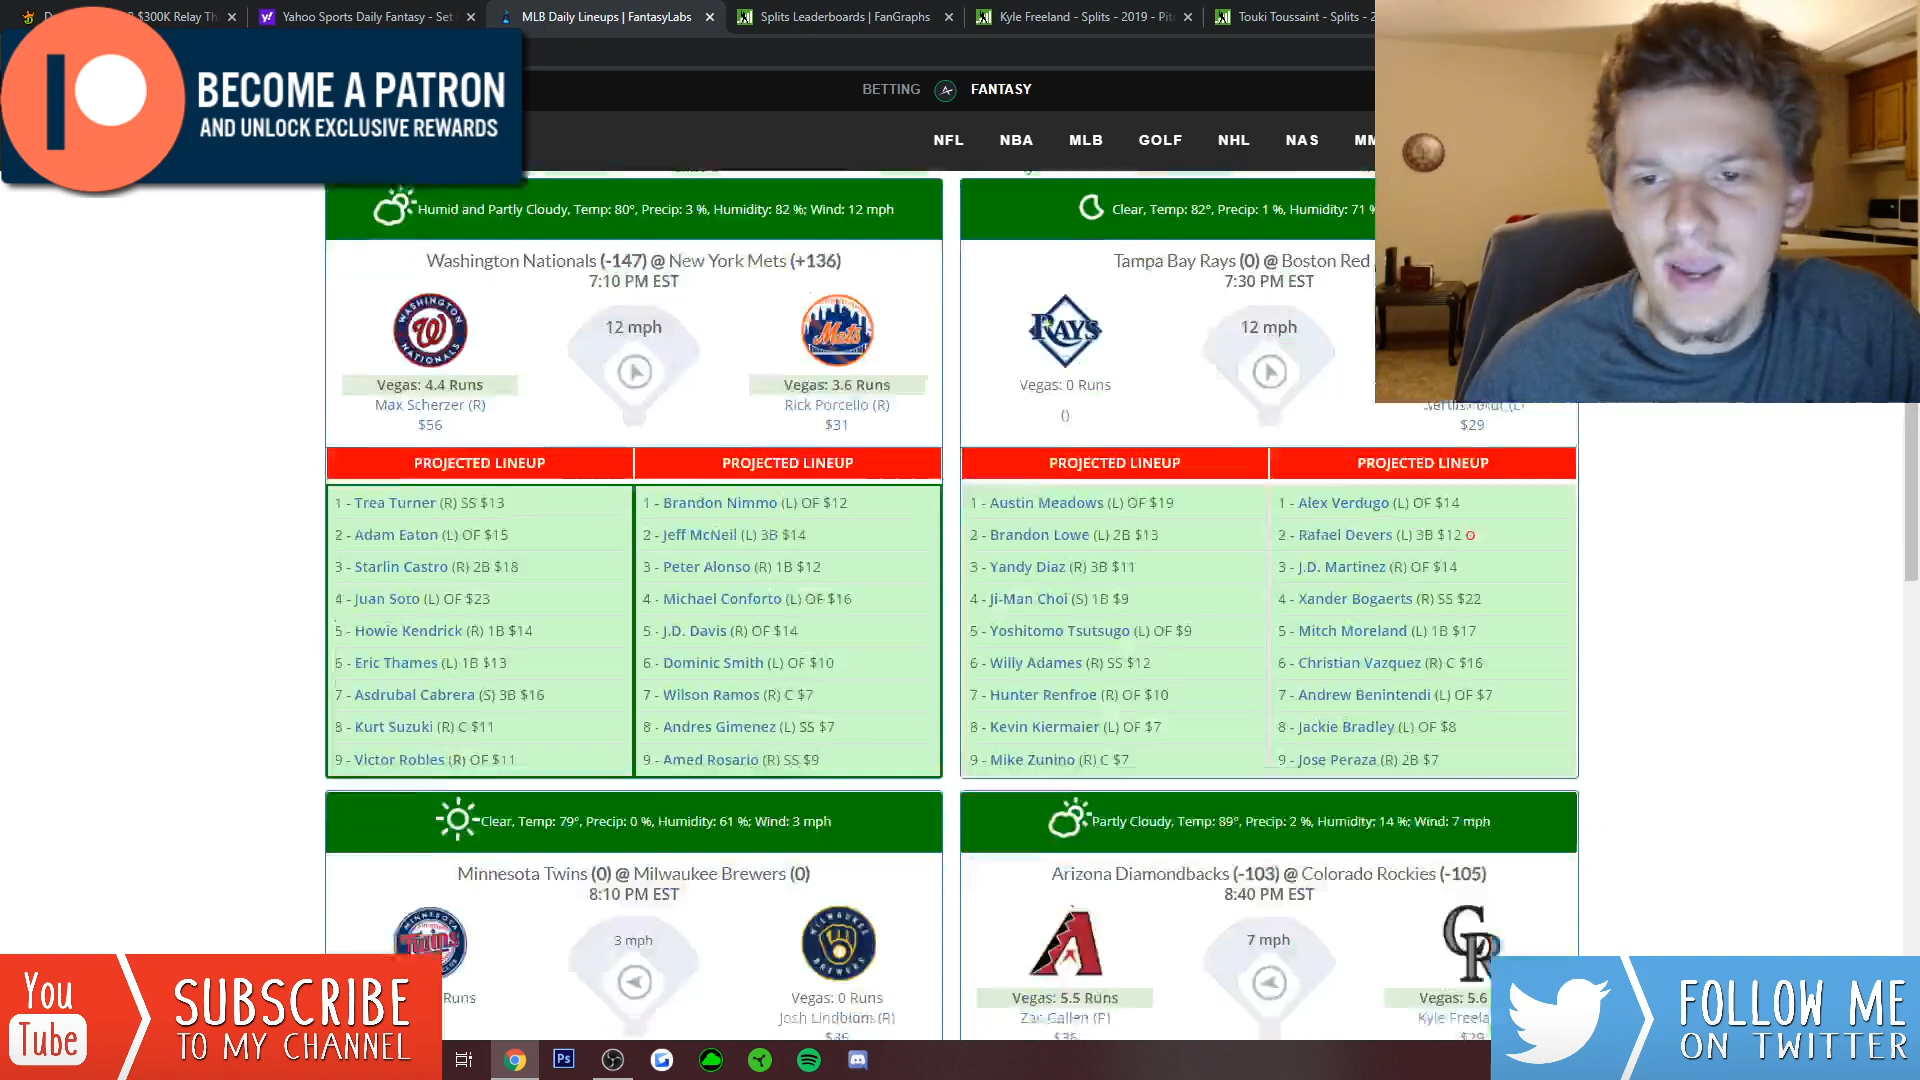 $300K Relay Th
Yahoo Sports Daily Fantasy - Set
MLB Daily Lineups | FantasyLabs
Splits Leaderboards | FanGraphs
Kyle Freeland - Splits - 2019 - Pit
Touki Toussaint - Splits - 2
BECOME A PATRON
AND UNLOCK EXCLUSIVE REWARDS
BETTING FANTASY
NFL NBA MLB GOLF NHL NAS MM
Humid and Partly Cloudy, Temp: 80°, Precip: 3 %, Humidity: 82 %; Wind: 12 mph
Washington Nationals (-147) @ New York Mets (+136)
7:10 PM EST
WASHINGTON
W
NATIONALS
12 mph
Mets
Vegas: 4.4 Runs
Max Scherzer (R)
$56
Vegas: 3.6 Runs
Rick Porcello (R)
$31
PROJECTED LINEUP
PROJECTED LINEUP
1 - Trea Turner (R) SS $13
2 - Adam Eaton (L) OF $15
3 - Starlin Castro (R) 2B $18
4 - Juan Soto (L) OF $23
5 - Howie Kendrick (R) 1B $14
6 - Eric Thames (L) 1B $13
7 - Asdrubal Cabrera (S) 3B $16
8 - Kurt Suzuki (R) C $11
9 - Victor Robles (R) OF $11
1 - Brandon Nimmo (L) OF $12
2 - Jeff McNeil (L) 3B $14
3 - Peter Alonso (R) 1B $12
4 - Michael Conforto (L) OF $16
5 - J.D. Davis (R) OF $14
6 - Dominic Smith (L) OF $10
7 - Wilson Ramos (R) C $7
8 - Andres Gimenez (L) SS $7
9 - Amed Rosario (R) SS $9
Clear, Temp: 82°, Precip: 1 %, Humidity: 71 %
Tampa Bay Rays (0) @ Boston Red
7:30 PM EST
RAYS
12 mph
Vegas: 0 Runs
()
$29
PROJECTED LINEUP
PROJECTED LINEUP
1 - Austin Meadows (L) OF $19
2 - Brandon Lowe (L) 2B $13
3 - Yandy Diaz (R) 3B $11
4 - Ji-Man Choi (S) 1B $9
5 - Yoshitomo Tsutsugo (L) OF $9
6 - Willy Adames (R) SS $12
7 - Hunter Renfroe (R) OF $10
8 - Kevin Kiermaier (L) OF $7
9 - Mike Zunino (R) C $7
1 - Alex Verdugo (L) OF $14
2 - Rafael Devers (L) 3B $12 O
3 - J.D. Martinez (R) OF $14
4 - Xander Bogaerts (R) SS $22
5 - Mitch Moreland (L) 1B $17
6 - Christian Vazquez (R) C $16
7 - Andrew Benintendi (L) OF $7
8 - Jackie Bradley (L) OF $8
9 - Jose Peraza (R) 2B $7
Clear, Temp: 79°, Precip: 0 %, Humidity: 61 %; Wind: 3 mph
Minnesota Twins (0) @ Milwaukee Brewers (0)
8:10 PM EST
Twins
3 mph
MILWAUKEE
BREWERS
Runs
Vegas: 0 Runs
Josh Lindblom (R)
$36
Partly Cloudy, Temp: 89°, Precip: 2 %, Humidity: 14 %; Wind: 7 mph
Arizona Diamondbacks (-103) @ Colorado Rockies (-105)
8:40 PM EST
7 mph
CR
Vegas: 5.5 Runs
Zac Gallen (R)
$36
Vegas: 5.6
Kyle Freela
$29
You
Tube
SUBSCRIBE
TO MY CHANNEL
Ps
FOLLOW ME
ON TWITTER